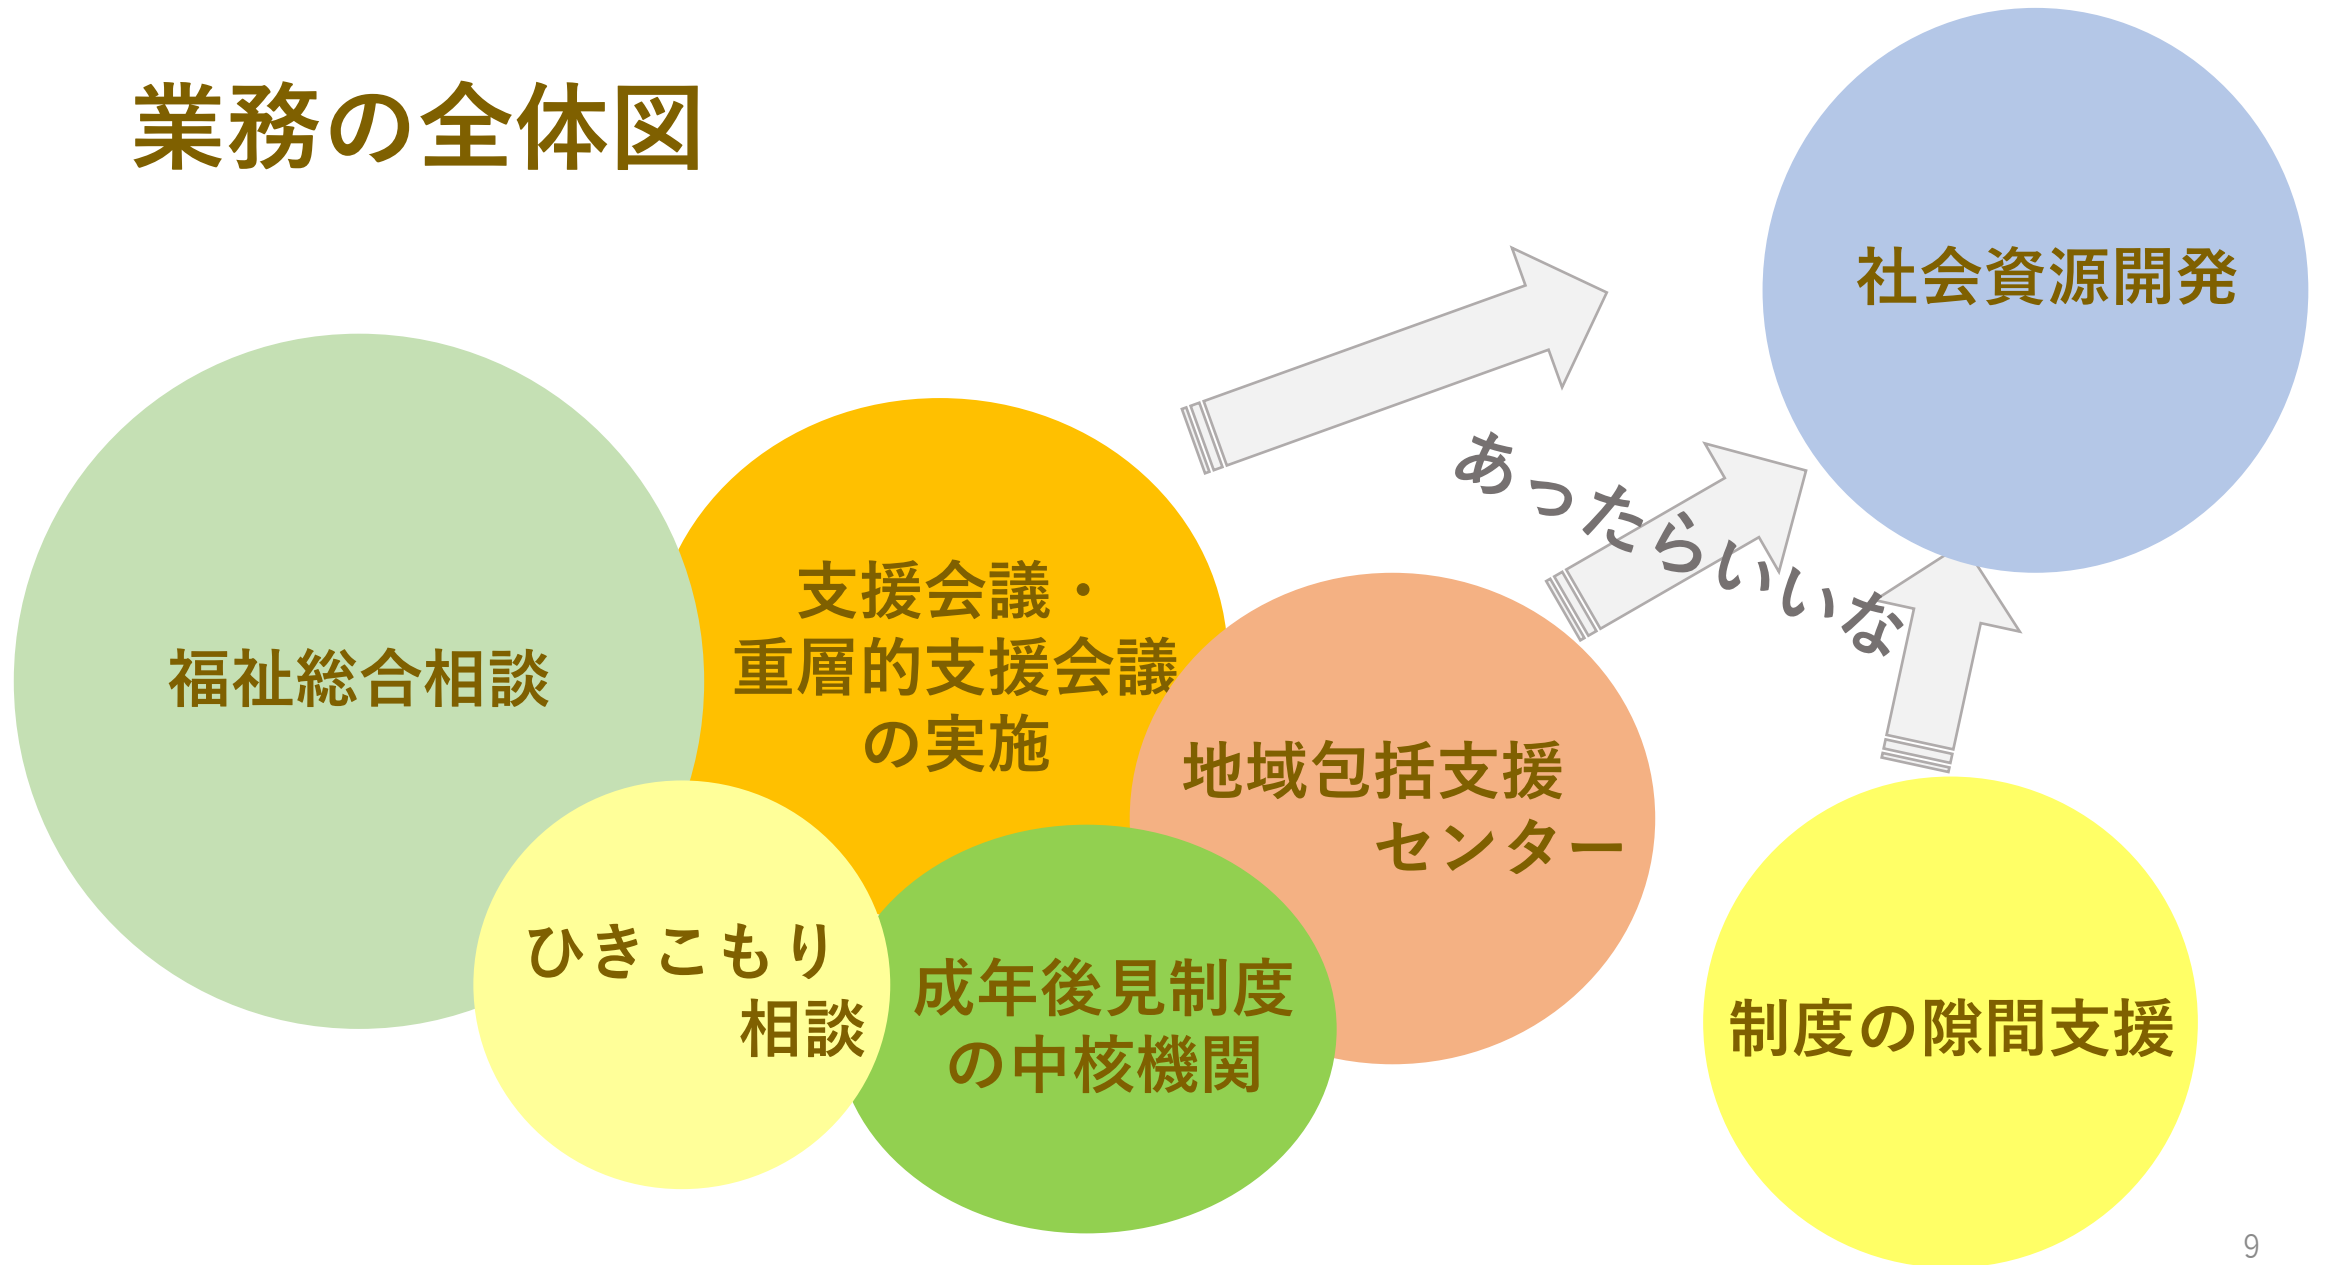 業務の全体図
社会資源開発
あったらいいな
福祉総合相談
支援会議・
重層的支援会議
の実施
地域包括支援
センター
ひきこもり
相談
成年後見制度
の中核機関
制度の隙間支援
9